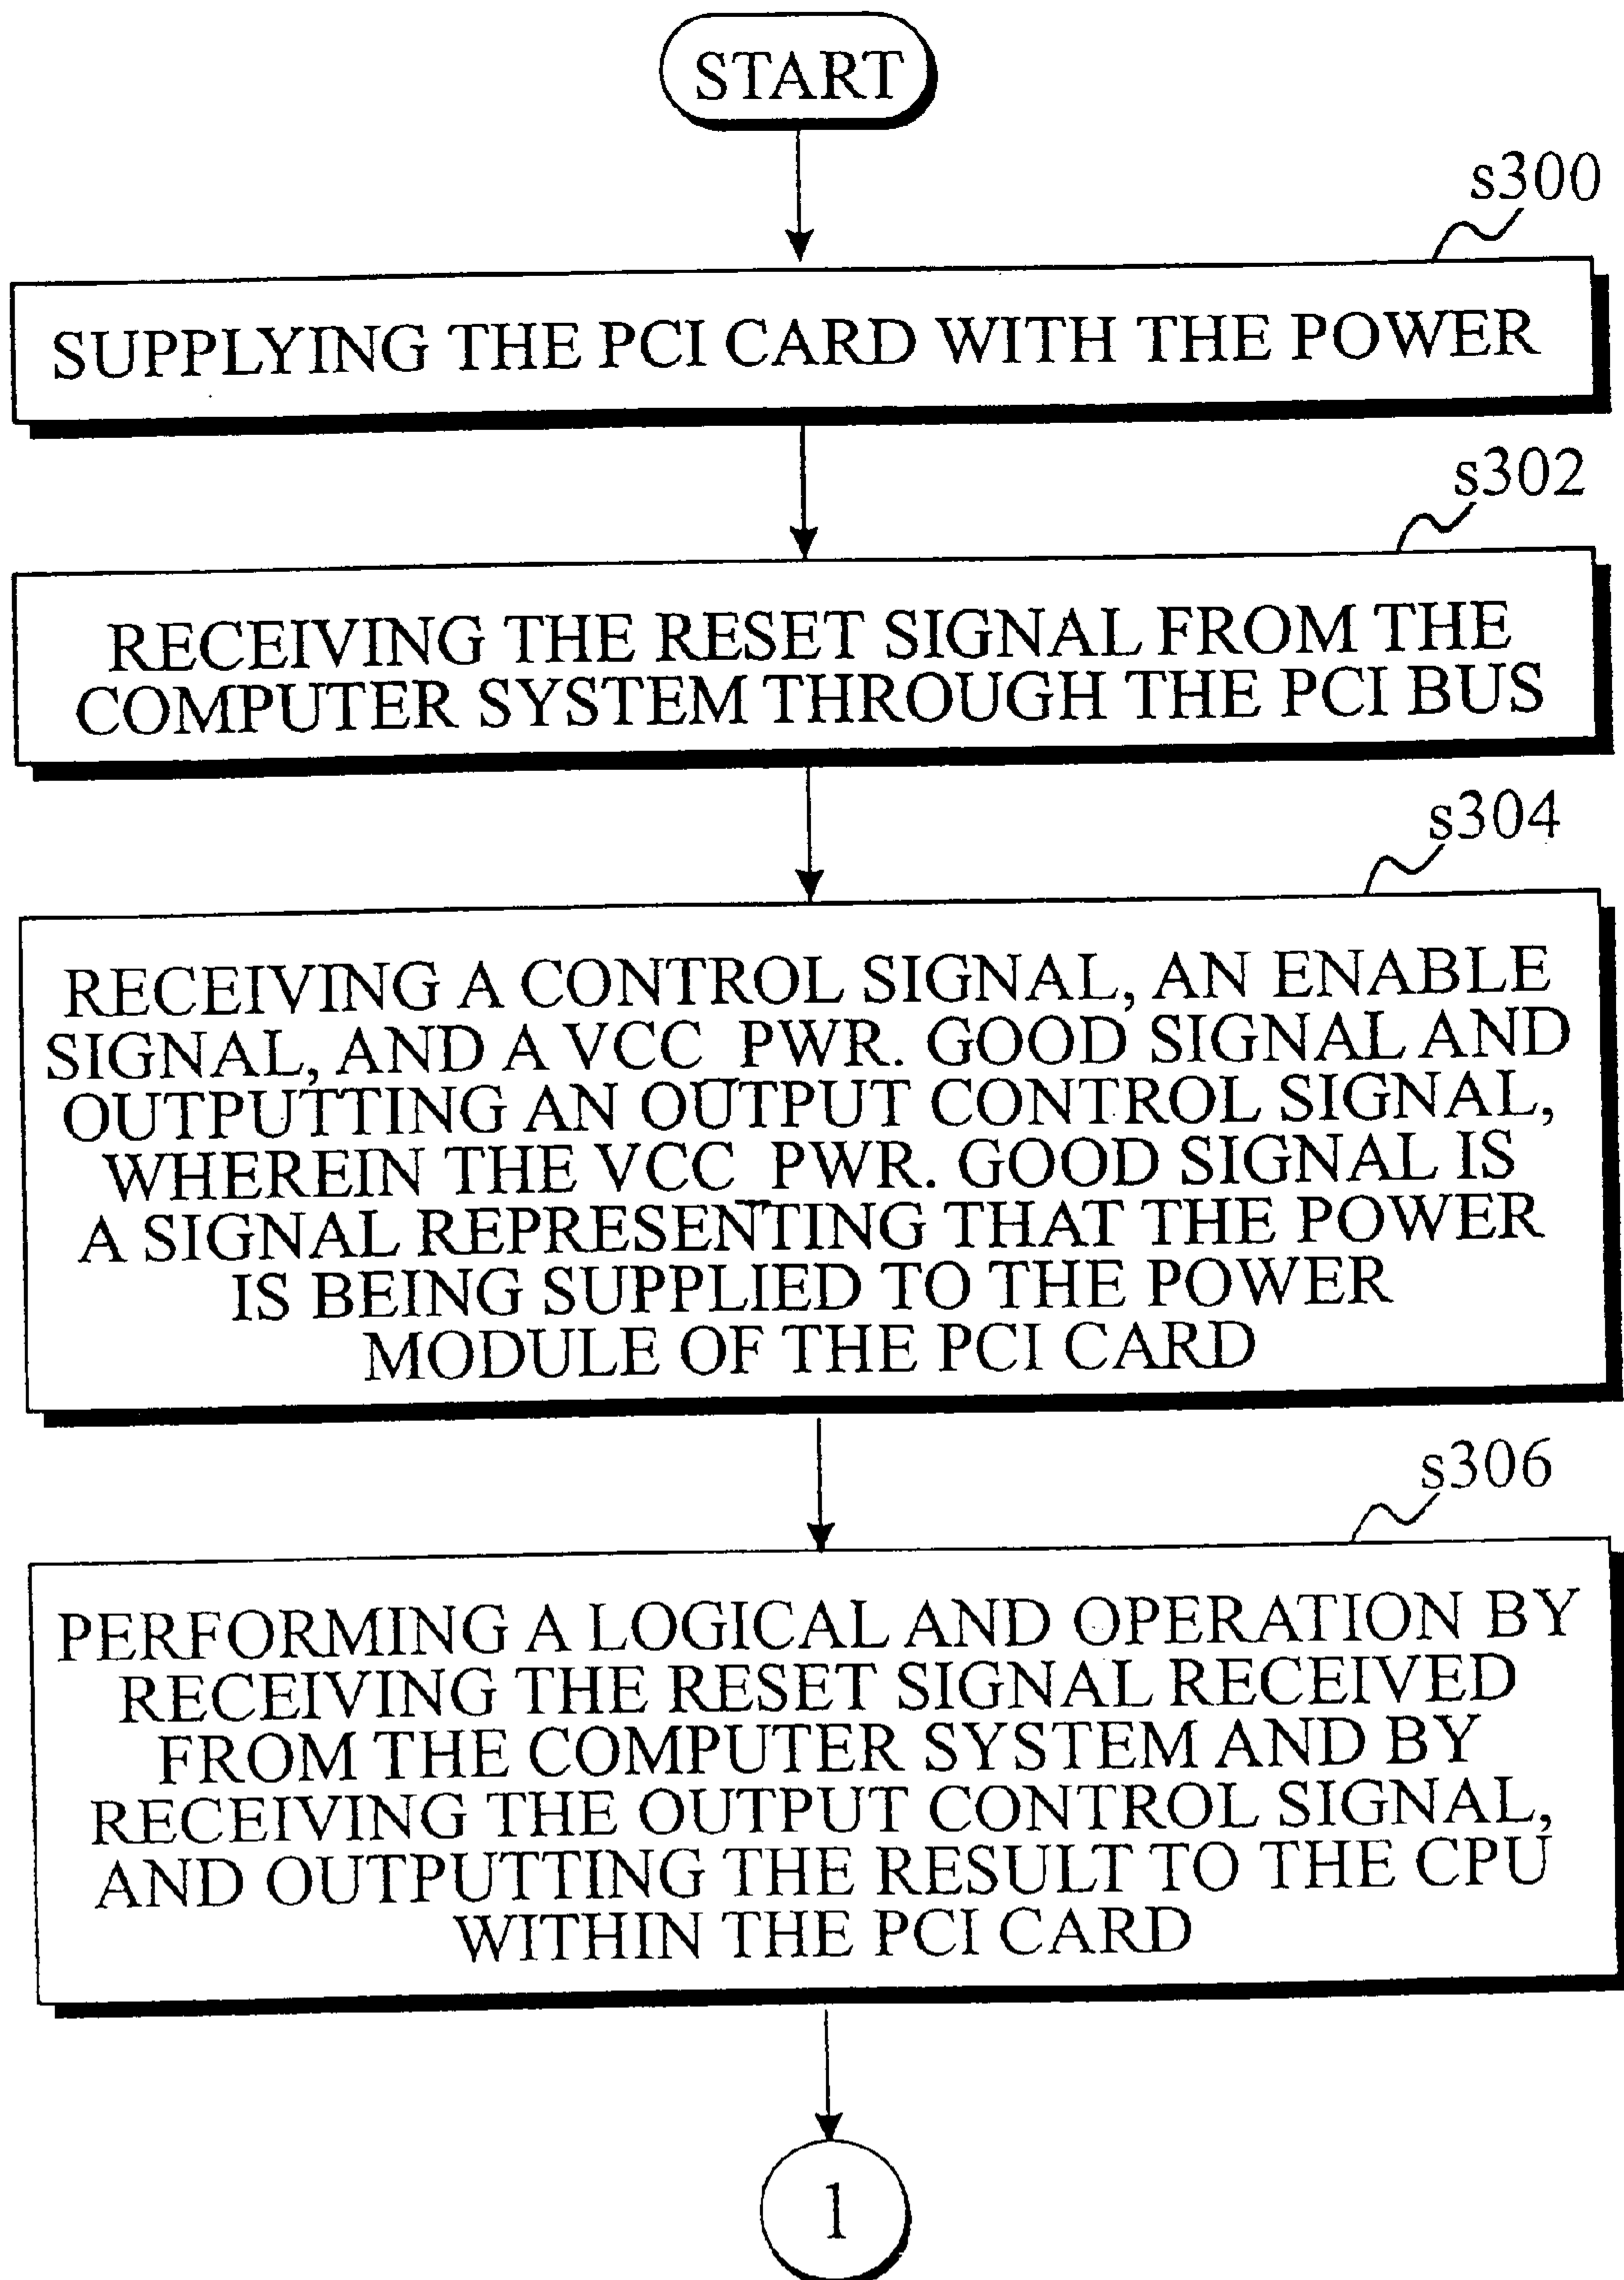 START
s300
SUPPLYING THE PCI CARD WITH THE POWER
s302
RECEIVING THE RESET SIGNAL FROM THE
COMPUTER SYSTEM THROUGH THE PCI BUS
s304
RECEIVING A CONTROL SIGNAL, AN ENABLE
SIGNAL, AND A VCC_PWR. GOOD SIGNAL AND
OUTPUTTING AN OUTPUT CONTROL SIGNAL,
WHEREIN THE VCC_PWR. GOOD SIGNAL IS
A SIGNAL REPRESENTING THAT THE POWER
IS BEING SUPPLIED TO THE POWER
MODULE OF THE PCI CARD
s306
PERFORMING A LOGICAL AND OPERATION BY
RECEIVING THE RESET SIGNAL RECEIVED
FROM THE COMPUTER SYSTEM AND BY
RECEIVING THE OUTPUT CONTROL SIGNAL,
AND OUTPUTTING THE RESULT TO THE CPU
WITHIN THE PCI CARD
1